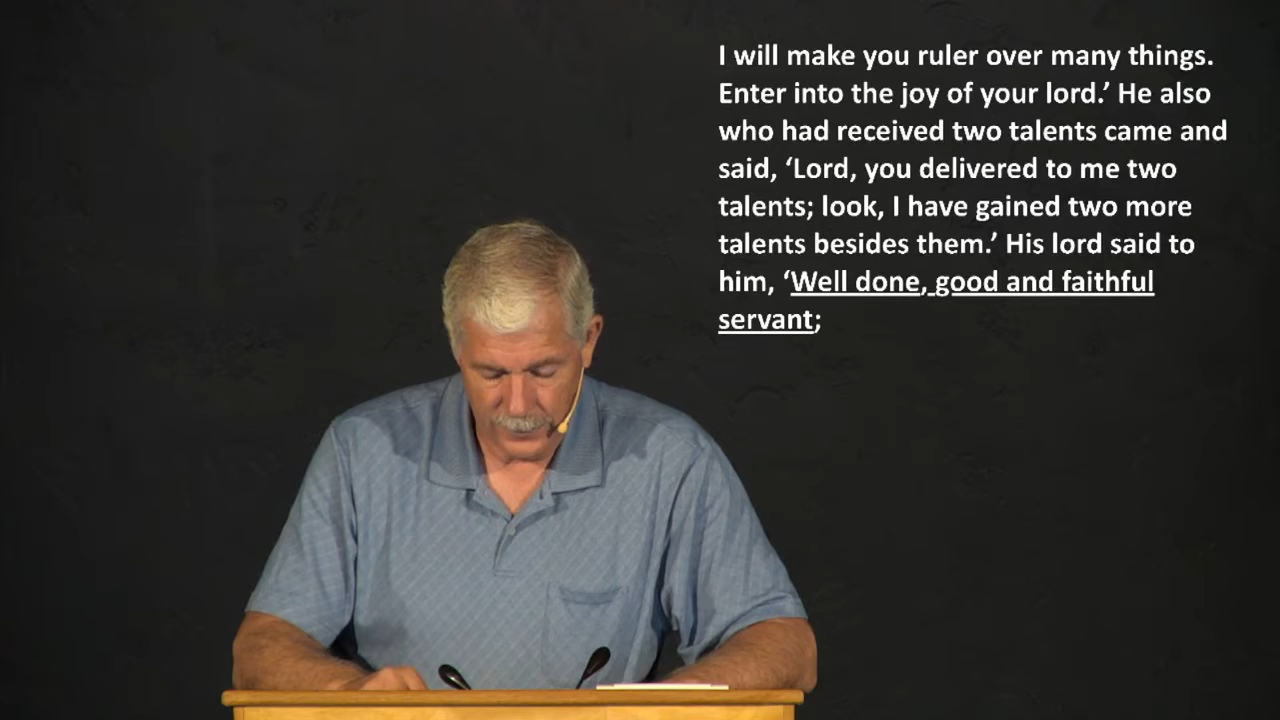 I will make you ruler over many things.
Enter into the joy of your lord.’ He also
who had received two talents came and
said, ‘Lord, you delivered to me two
talents; look, I have gained two more
talents besides them.’ His lord said to
him, ‘Well done, good and faithful
servant;